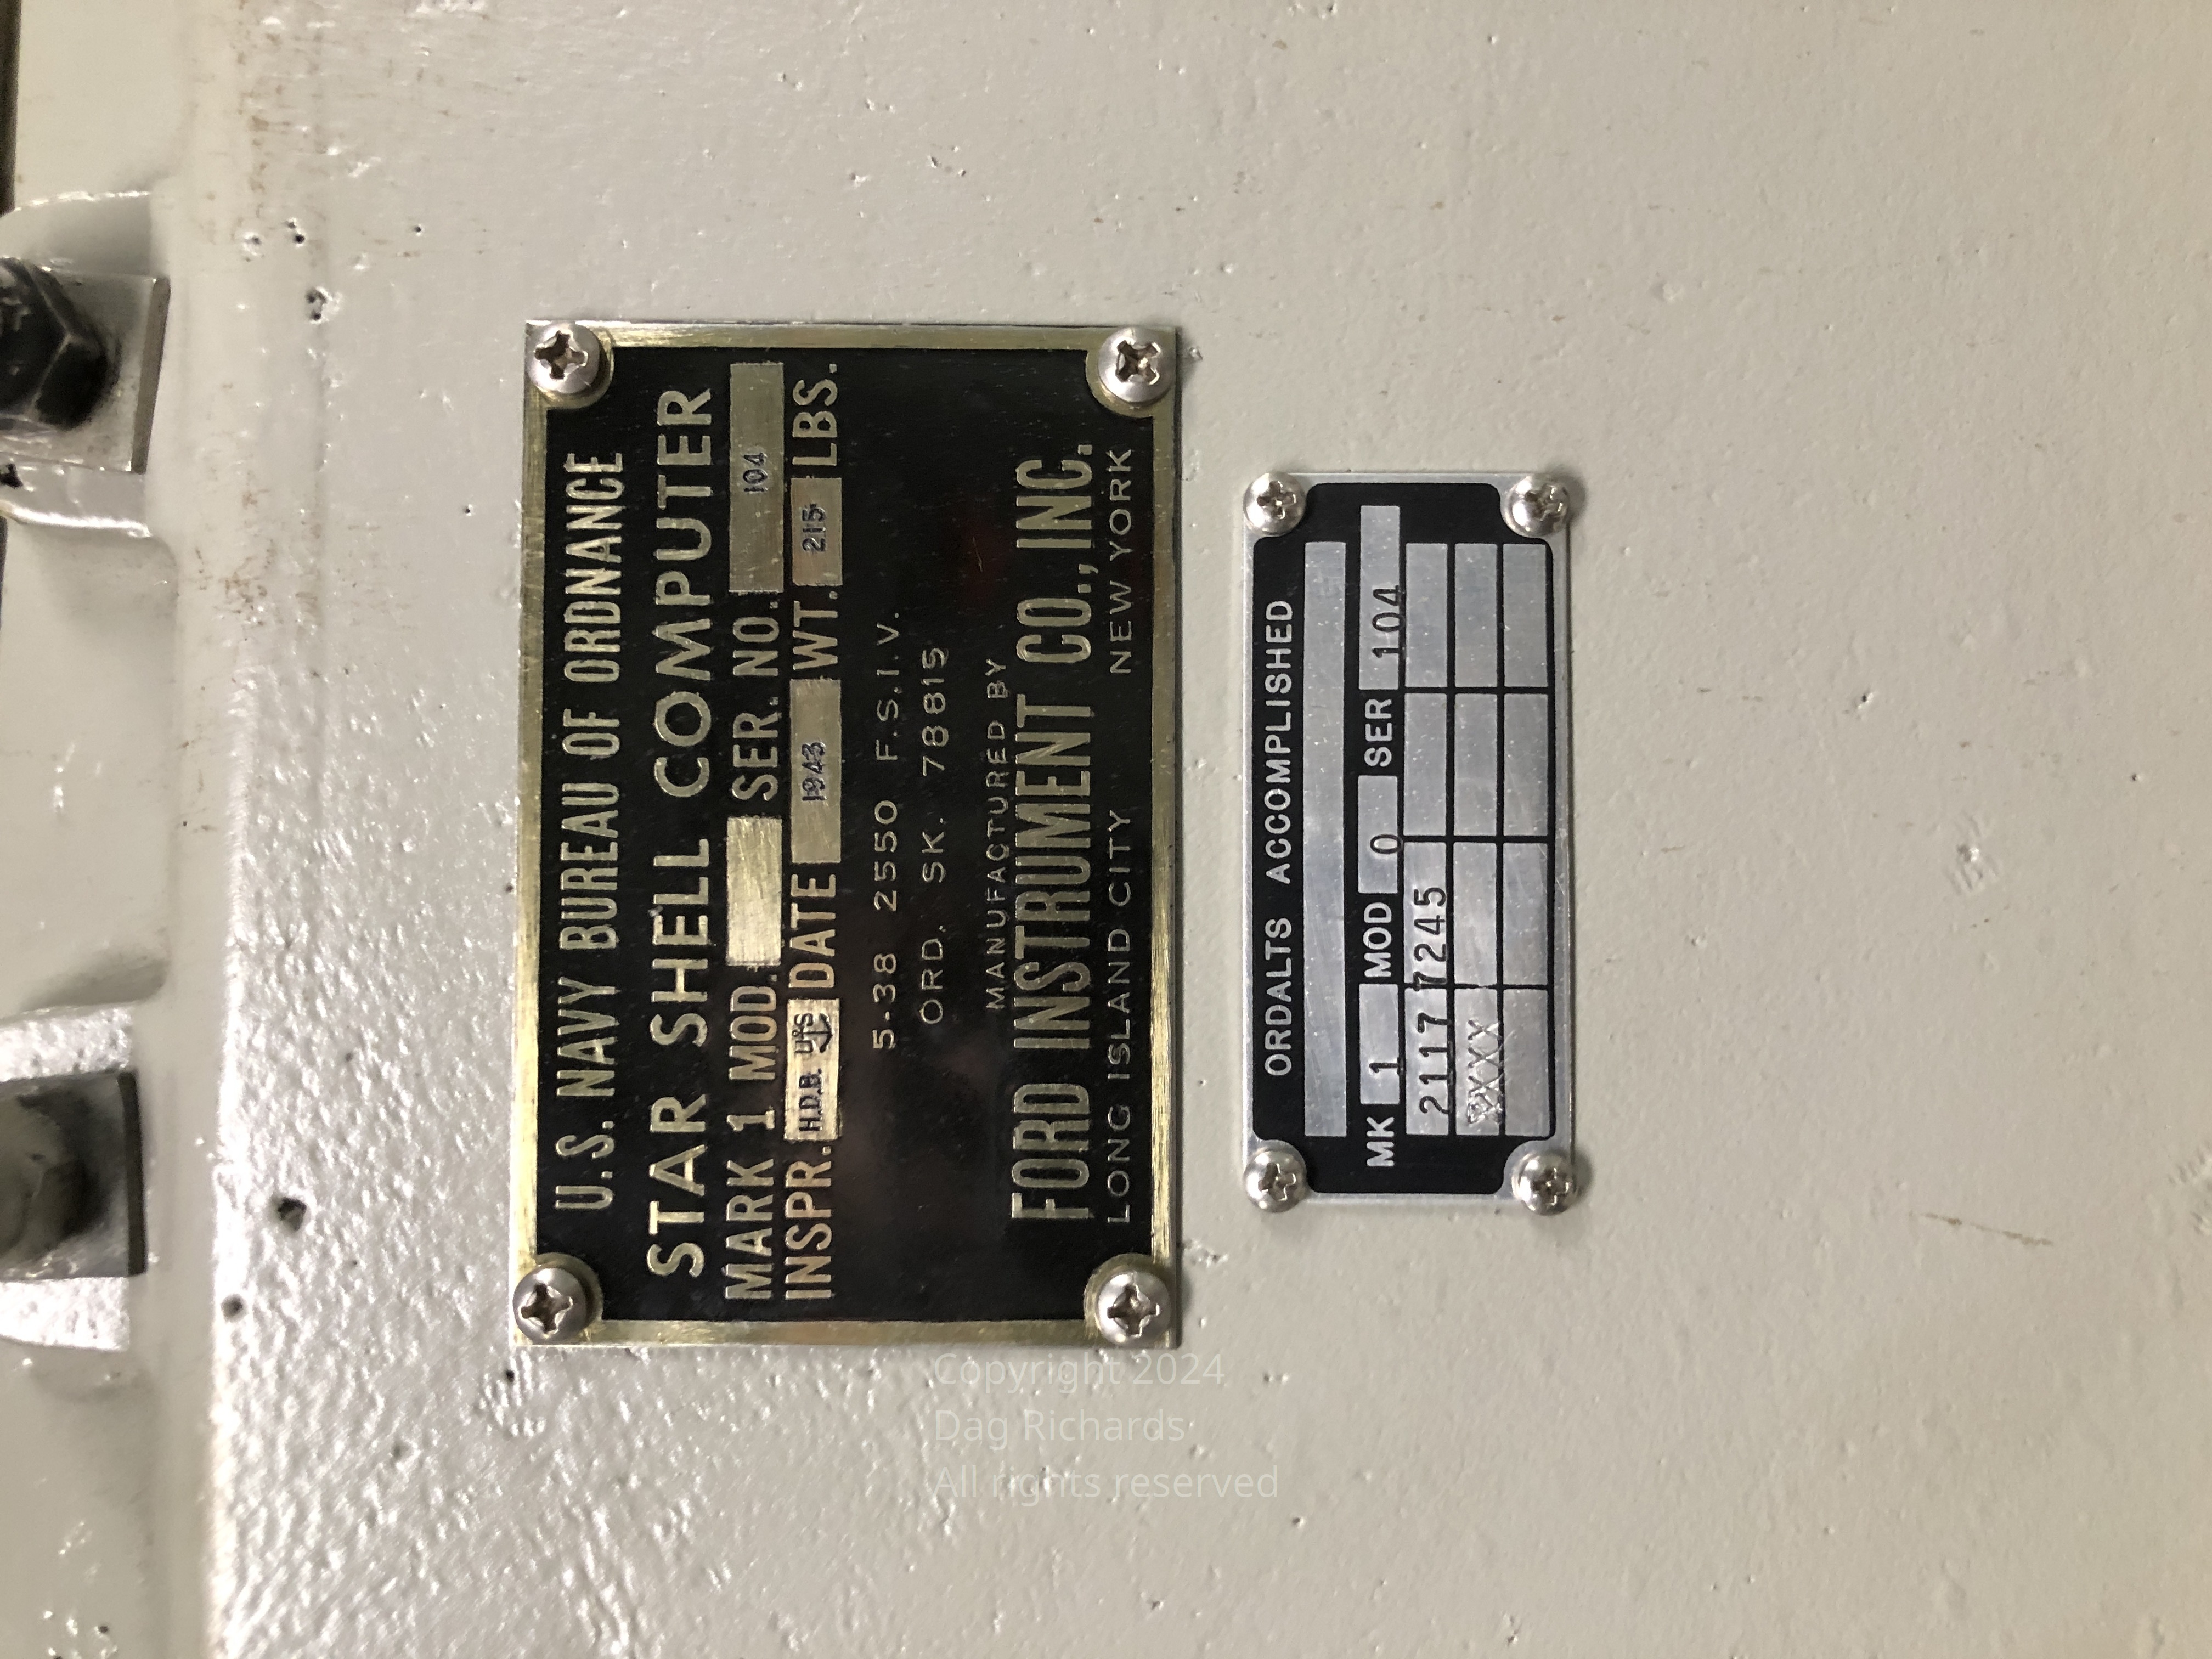 U.S. NAVY BUREAU OF ORDNANCE
STAR SHELL COMPUTER
MARK 1 MOD. SER. NO. 104
INSPR. H.D.B. U⚓S DATE 1943 WT. 215 LBS.
5-38 2550 F.S.I.V.
ORD. SK. 78815
MANUFACTURED BY
FORD INSTRUMENT CO., INC.
LONG ISLAND CITY NEW YORK
ORDALTS ACCOMPLISHED
MK 1 MOD 0 SER 104
2117 7245
Copyright 2024
Dag Richards
All rights reserved